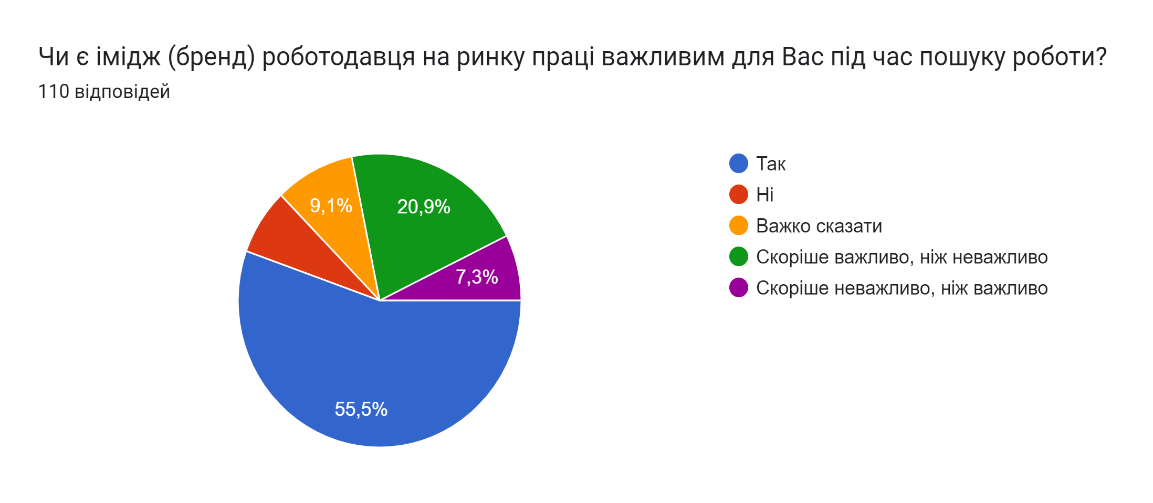 Чи є імідж (бренд) роботодавця на ринку праці важливим для Вас під час пошуку роботи?
110 відповідей
9,1%
20,9%
7,3%
55,5%
Так
Ні
Важко сказати
Скоріше важливо, ніж неважливо
Скоріше неважливо, ніж важливо